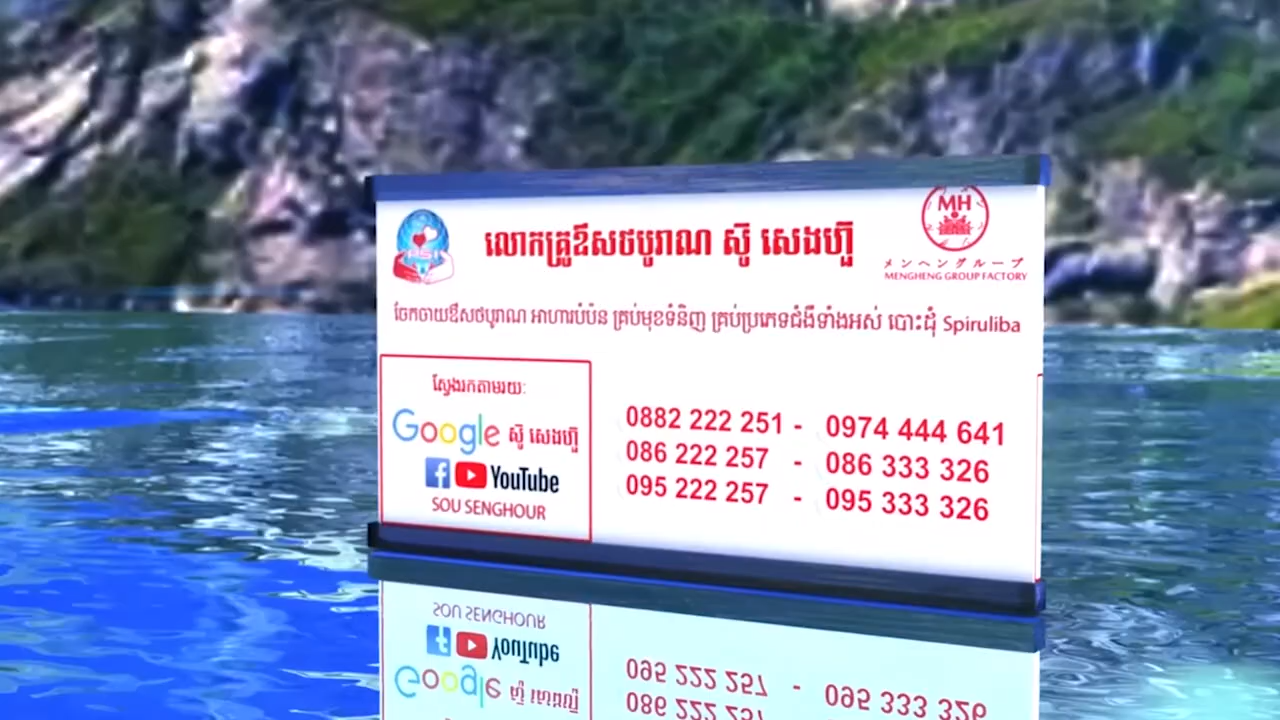 PSI
លោកគ្រូឱសថបូរាណ ស៊ូ សេងហ៊ួ
MH
メンヘングループ
MENGHENG GROUP FACTORY
ចែកចាយឱសថបូរាណ អាហារបំប៉ន គ្រប់មុខទំនិញ គ្រប់ប្រភេទជំងឺទាំងអស់ បោះដុំ Spiruliba
ស្វែងរកតាមរយៈ
Google ស៊ូ សេងហ៊ួ
f YouTube
SOU SENGHOUR
0882 222 251 - 0974 444 641
086 222 257 - 086 333 326
095 222 257 - 095 333 326